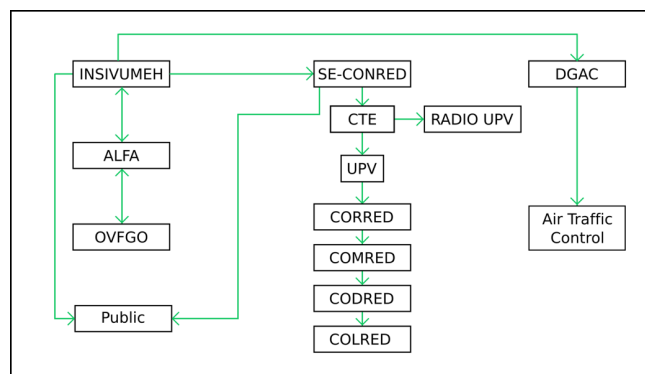 INSIVUMEH
SE-CONRED
DGAC
CTE
RADIO UPV
ALFA
UPV
OVFGO
CORRED
Air Traffic
Control
COMRED
CODRED
Public
COLRED